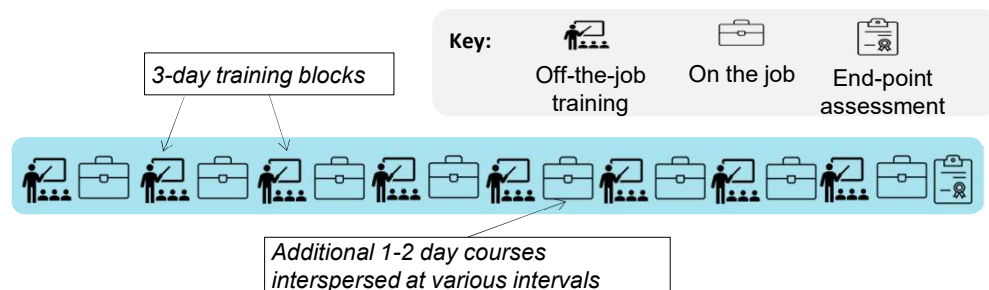 Key:
3-day training blocks
Off-the-job
training
On the job
End-point
assessment
Additional 1-2 day courses
interspersed at various intervals